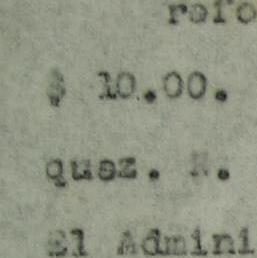 refo
$ 10.00.
quez. N.
El Admini